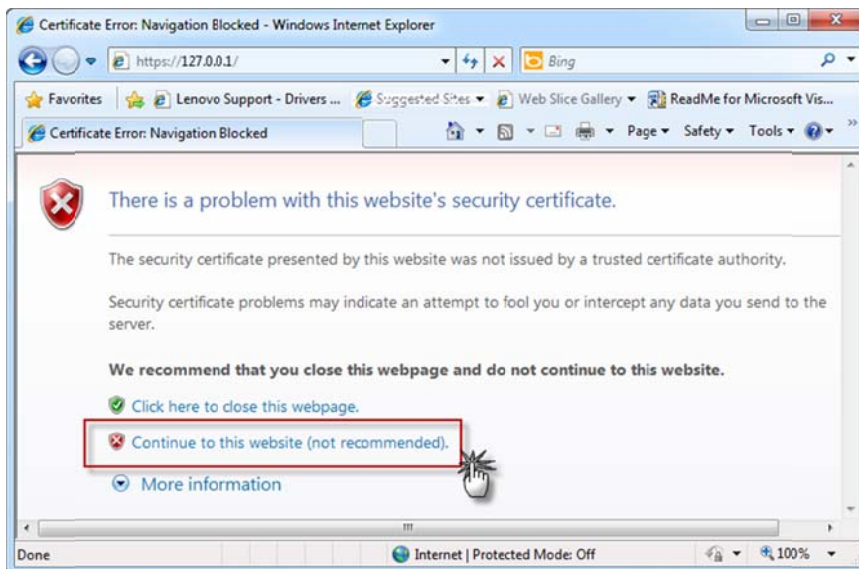 Certificate Error: Navigation Blocked - Windows Internet Explorer
https://127.0.0.1/
Bing
Favorites
Lenovo Support - Drivers ...
Suggested Sites
Web Slice Gallery
ReadMe for Microsoft Vis...
Certificate Error: Navigation Blocked
Page
Safety
Tools
»
There is a problem with this website's security certificate.
The security certificate presented by this website was not issued by a trusted certificate authority.
Security certificate problems may indicate an attempt to fool you or intercept any data you send to the
server.
We recommend that you close this webpage and do not continue to this website.
Click here to close this webpage.
Continue to this website (not recommended).
More information
Done
Internet | Protected Mode: Off
100%